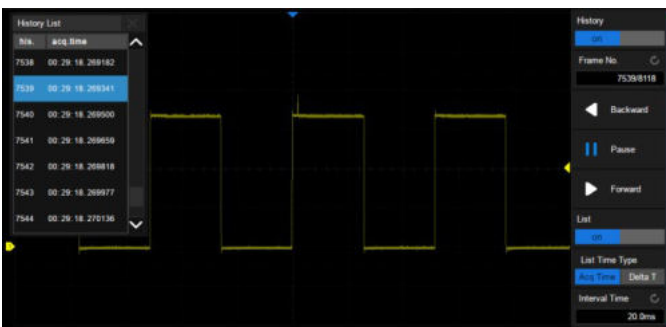 History List
his. acq.time
7538 00: 29: 18. 269182
7539 00: 29: 18. 269341
7540 00: 29: 18. 269500
7541 00: 29: 18. 269659
7542 00: 29: 18. 269818
7543 00: 29: 18. 269977
7544 00: 29: 18. 270136
History
on
Frame No.
7539/8118
Backward
Pause
Forward
List
on
List Time Type
Acq Time Delta T
Interval Time
20.0ms